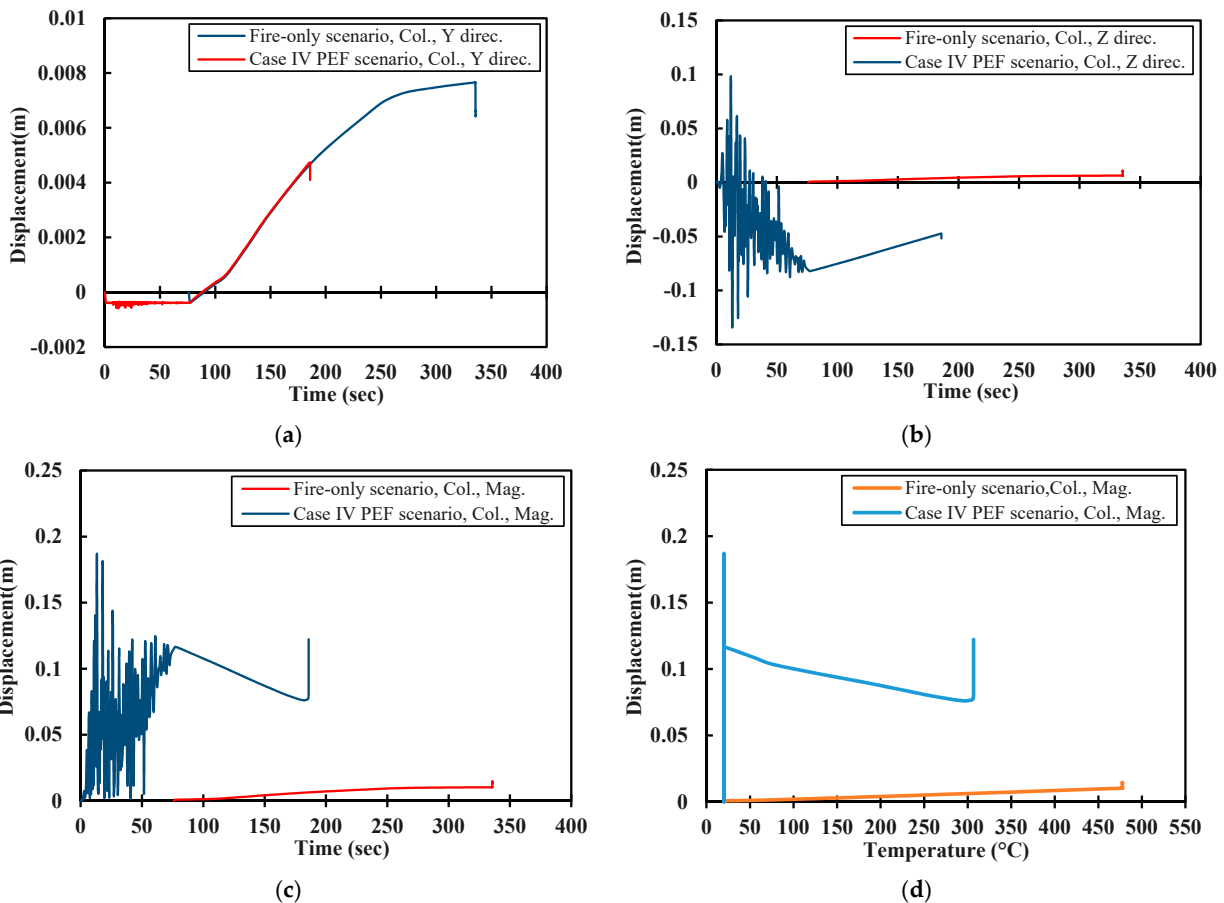 0.01
0.008
0.006
0.004
0.002
0
-0.002
Displacement(m)
Fire-only scenario, Col., Y direc.
Case IV PEF scenario, Col., Y direc.
0 50 100 150 200 250 300 350 400
Time (sec)
(a)
0.15
0.1
0.05
0
-0.05
-0.1
-0.15
Displacement(m)
Fire-only scenario, Col., Z direc.
Case IV PEF scenario, Col., Z direc.
0 50 100 150 200 250 300 350 400
Time (sec)
(b)
0.25
0.2
0.15
0.1
0.05
0
Displacement(m)
Fire-only scenario, Col., Mag.
Case IV PEF scenario, Col., Mag.
0 50 100 150 200 250 300 350 400
Time (sec)
(c)
0.25
0.2
0.15
0.1
0.05
0
Displacement(m)
Fire-only scenario,Col., Mag.
Case IV PEF scenario, Col., Mag.
0 50 100 150 200 250 300 350 400 450 500 550
Temperature (°C)
(d)